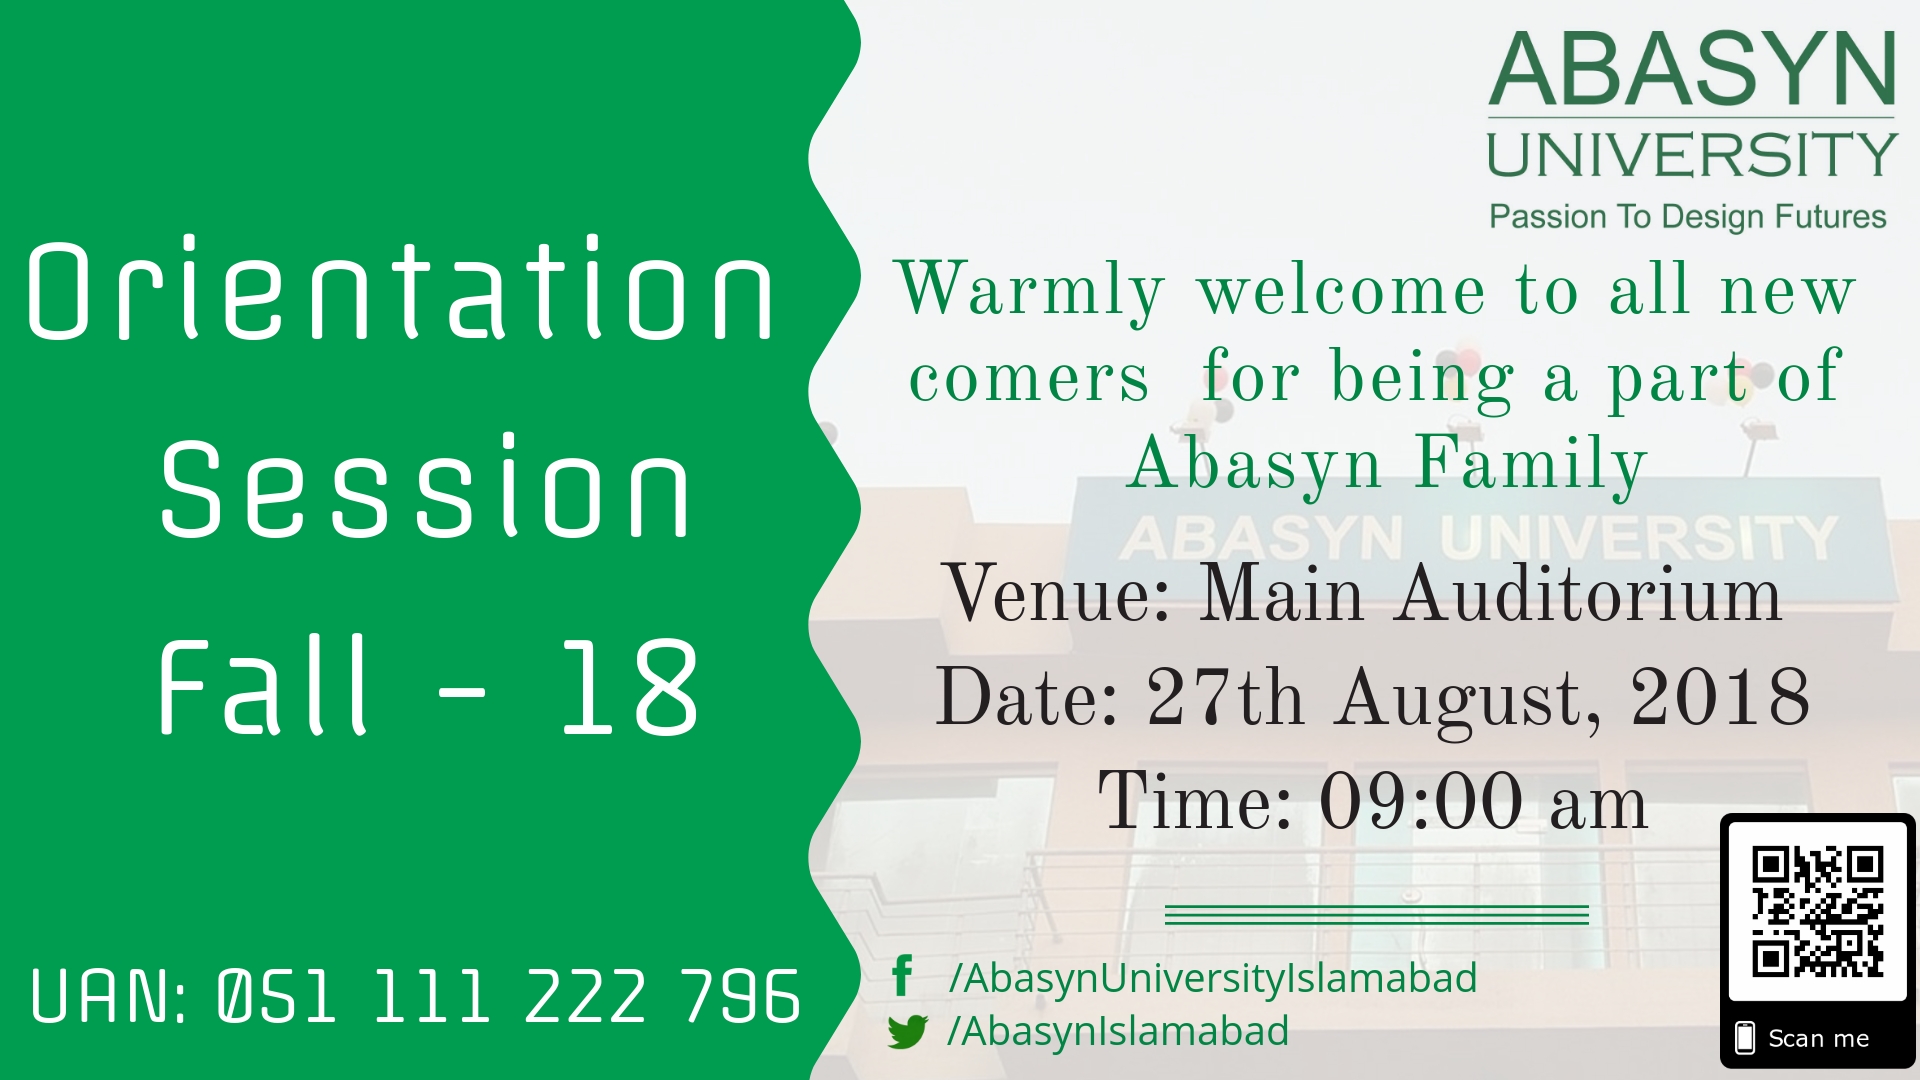 Orientation
Session
Fall - 18
UAN: 051 111 222 796
ABASYN
UNIVERSITY
Passion To Design Futures
Warmly welcome to all new
comers for being a part of
Abasyn Family
ABASYN UNIVERSITY
Venue: Main Auditorium
Date: 27th August, 2018
Time: 09:00 am
f /AbasynUniversityIslamabad
/AbasynIslamabad
Scan me